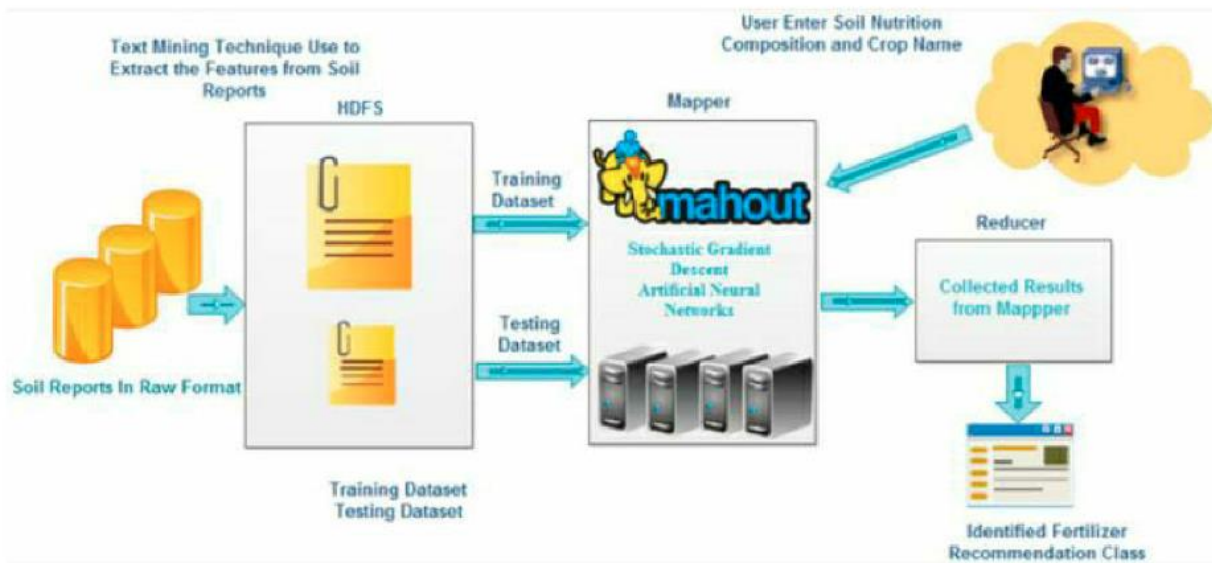 Text Mining Technique Use to
Extract the Features from Soil
Reports
HDFS
Soil Reports In Raw Format
Training
Dataset
Testing
Dataset
Training Dataset
Testing Dataset
Mapper
mahout
Stochastic Gradient
Descent
Artificial Neural
Networks
User Enter Soil Nutrition
Composition and Crop Name
Reducer
Collected Results
from Mappper
Identified Fertilizer
Recommendation Class